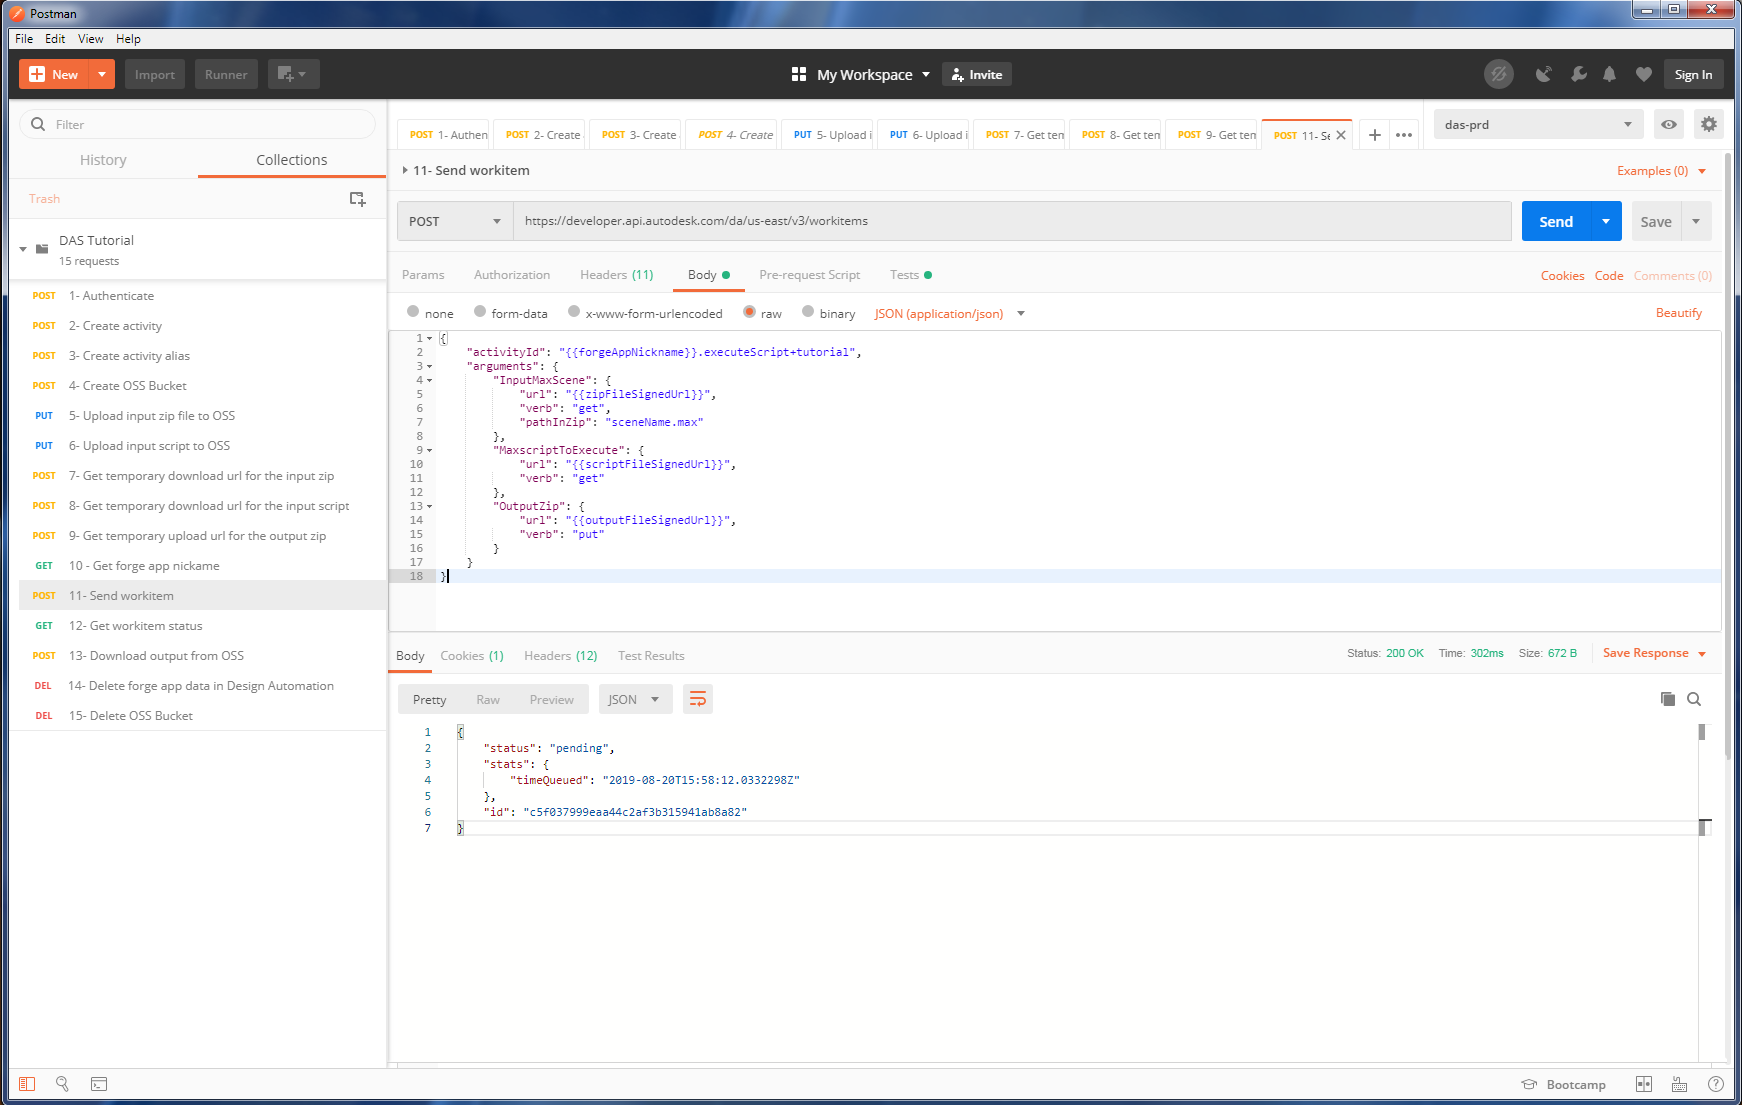 Postman
File Edit View Help
New Import Runner My Workspace Invite Sign In
Filter
History Collections
Trash
DAS Tutorial
15 requests
POST 1- Authenticate
POST 2- Create activity
POST 3- Create activity alias
POST 4- Create OSS Bucket
PUT 5- Upload input zip file to OSS
PUT 6- Upload input script to OSS
POST 7- Get temporary download url for the input zip
POST 8- Get temporary download url for the input script
POST 9- Get temporary upload url for the output zip
GET 10 - Get forge app nickame
POST 11- Send workitem
GET 12- Get workitem status
POST 13- Download output from OSS
DEL 14- Delete forge app data in Design Automation
DEL 15- Delete OSS Bucket
POST 1- Authen POST 2- Create POST 3- Create POST 4- Create PUT 5- Upload i PUT 6- Upload i POST 7- Get ten POST 8- Get ten POST 9- Get ten POST 11- Se das-prd
11- Send workitem Examples (0)
POST https://developer.api.autodesk.com/da/us-east/v3/workitems Send Save
Params Authorization Headers (11) Body Pre-request Script Tests Cookies Code Comments (0)
none form-data x-www-form-urlencoded raw binary JSON (application/json) Beautify
1 {
2 "activityId": "{{forgeAppNickname}}.executeScript+tutorial",
3 "arguments": {
4 "InputMaxScene": {
5 "url": "{{zipFileSignedUrl}}",
6 "verb": "get",
7 "pathInZip": "sceneName.max"
8 },
9 "MaxscriptToExecute": {
10 "url": "{{scriptFileSignedUrl}}",
11 "verb": "get"
12 },
13 "OutputZip": {
14 "url": "{{outputFileSignedUrl}}",
15 "verb": "put"
16 }
17 }
18 }
Body Cookies (1) Headers (12) Test Results Status: 200 OK Time: 302ms Size: 672 B Save Response
Pretty Raw Preview JSON
1 {
2 "status": "pending",
3 "stats": {
4 "timeQueued": "2019-08-20T15:58:12.0332298Z"
5 },
6 "id": "c5f037999eaa44c2af3b315941ab8a82"
7 }
Bootcamp